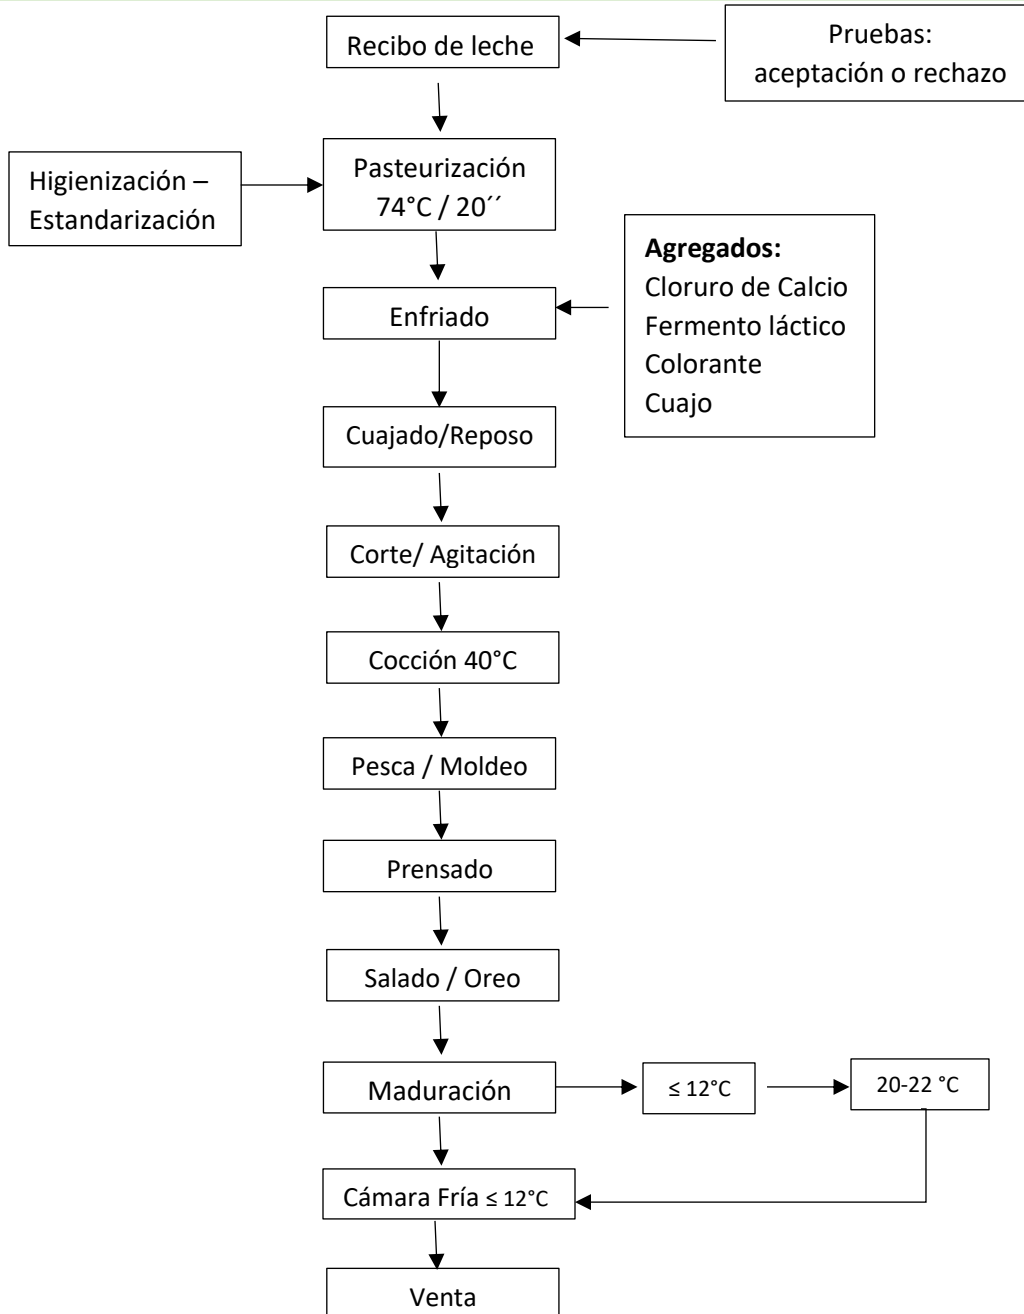 Recibo de leche
Pruebas:
aceptación o rechazo
Higienización –
Estandarización
Pasteurización
74°C / 20´´
Agregados:
Cloruro de Calcio
Fermento láctico
Colorante
Cuajo
Enfriado
Cuajado/Reposo
Corte/ Agitación
Cocción 40°C
Pesca / Moldeo
Prensado
Salado / Oreo
Maduración
≤ 12°C
20-22 °C
Cámara Fría ≤ 12°C
Venta